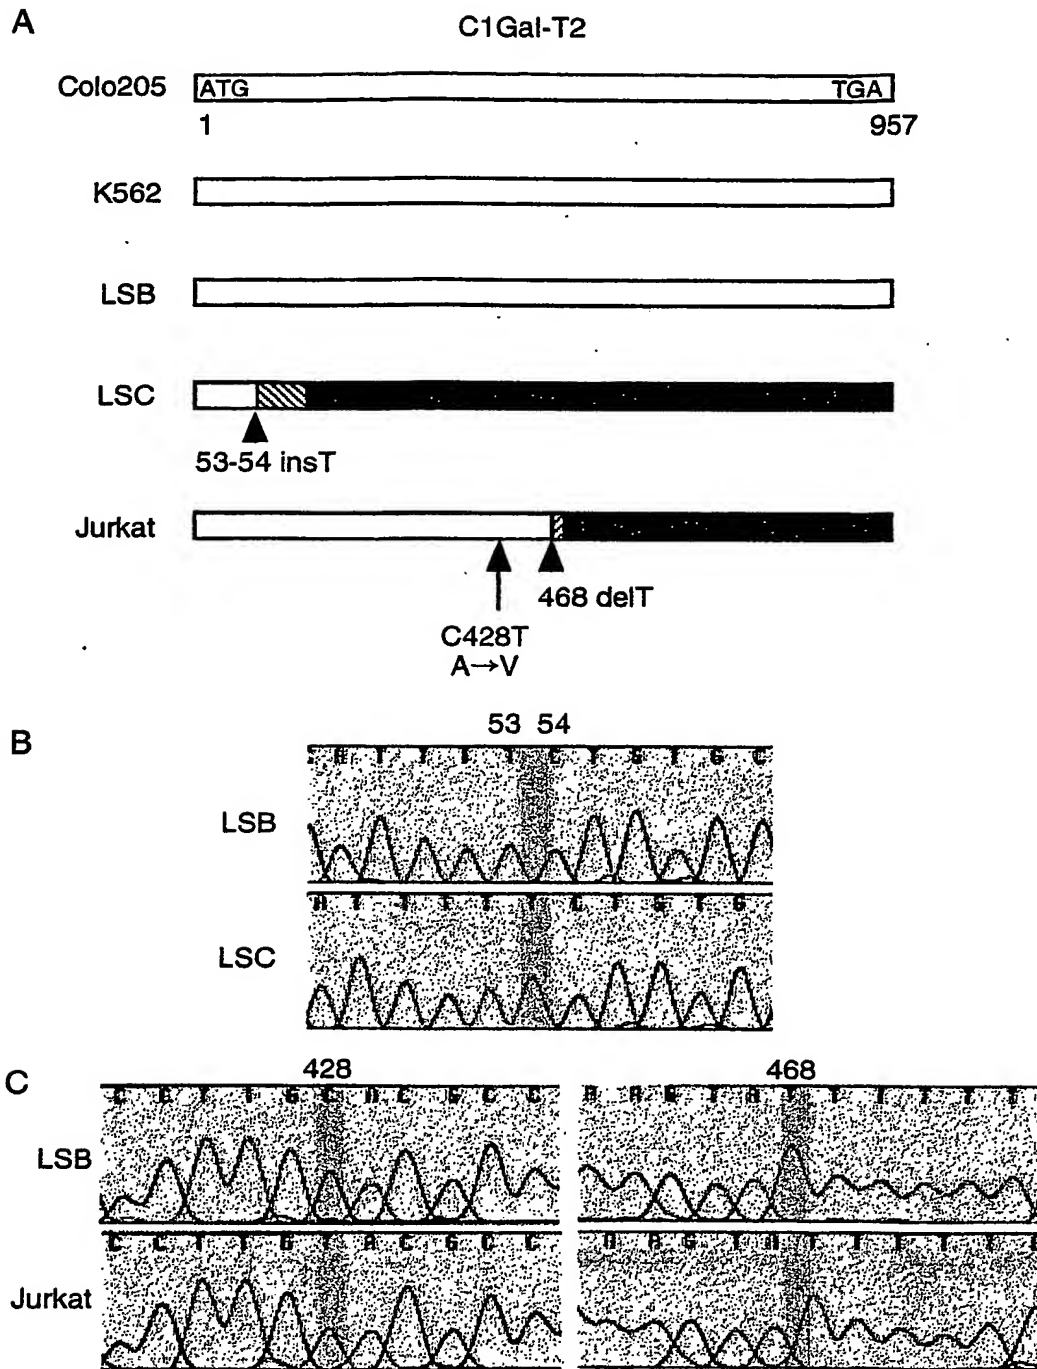 A
C1Gal-T2
Colo205
ATG
TGA
1
957
K562
LSB
LSC
53-54 insT
Jurkat
468 delT
C428T
A→V
B
53 54
LSB
A T T T T C T G T G C
LSC
A T T T T T C T G T G
C
428
468
LSB
C C T T G C A C G C C
A A G T A T T T T T T
Jurkat
C C T T G T A C G C C
A A G T A T T T T T